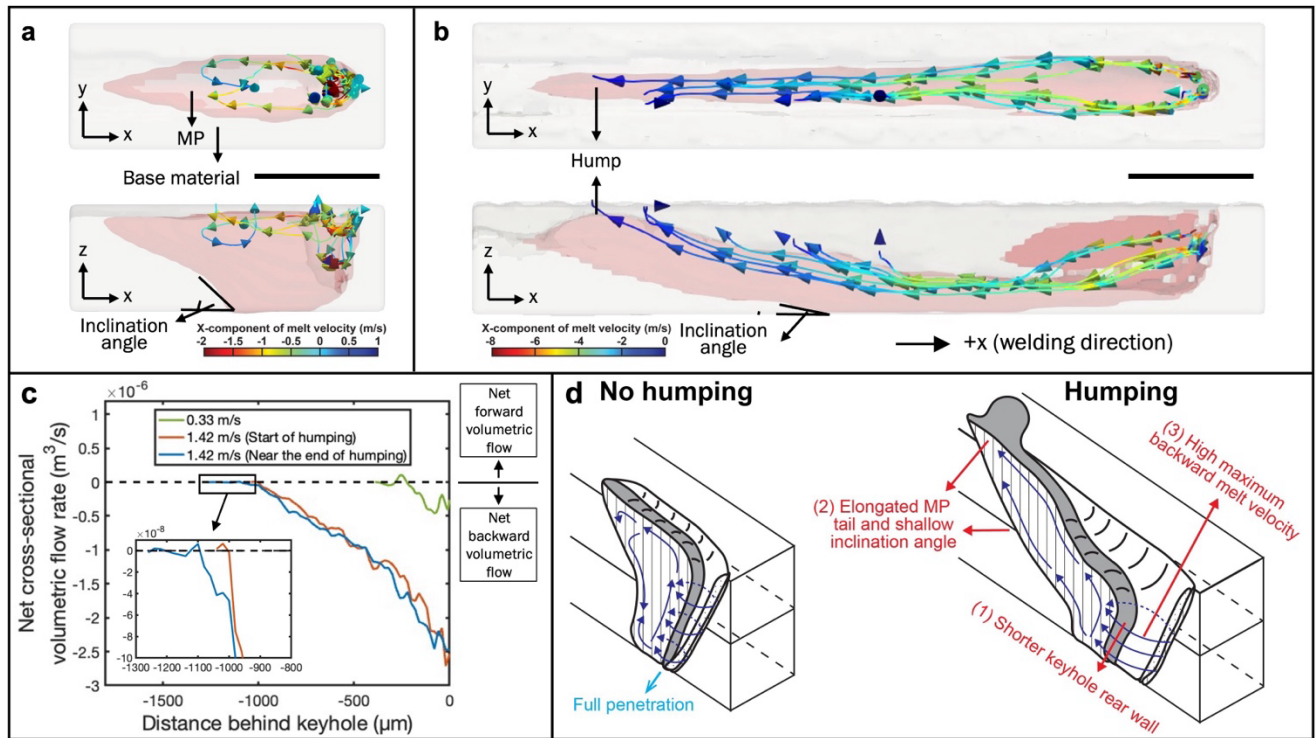 a
y
x
MP
Base material
z
x
Inclination
angle
X-component of melt velocity (m/s)
-2 -1.5 -1 -0.5 0 0.5 1
b
y
x
Hump
z
x
X-component of melt velocity (m/s)
-8 -6 -4 -2 0
Inclination
angle
+x (welding direction)
c
×10⁻⁶
1
0.5
0
-0.5
-1
-1.5
-2
-2.5
-3
Net cross-sectional
volumetric flow rate (m³/s)
0.33 m/s
1.42 m/s (Start of humping)
1.42 m/s (Near the end of humping)
×10⁻⁸
0
-2
-4
-6
-8
-10
-1300 -1200 -1100 -1000 -900 -800
-1500 -1000 -500 0
Distance behind keyhole (µm)
Net
forward
volumetric
flow
Net
backward
volumetric
flow
d
No humping
Full penetration
Humping
(3) High maximum
backward melt velocity
(2) Elongated MP
tail and shallow
inclination angle
(1) Shorter keyhole rear wall